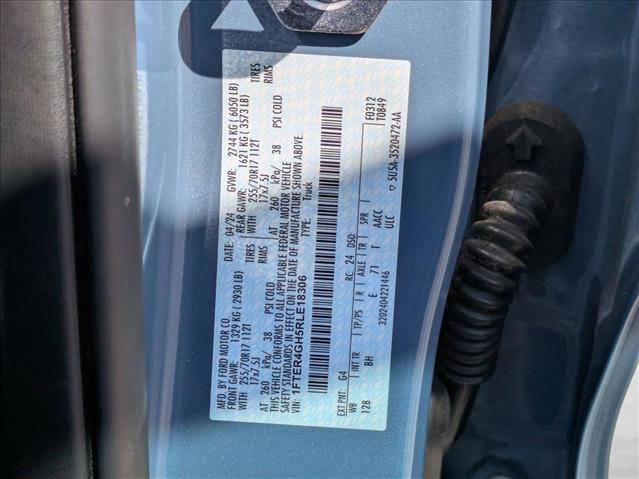 MFD. BY FORD MOTOR CO.
DATE: 04/24 GVWR: 2744 KG ( 6050 LB)
FRONT GAWR: 1329 KG ( 2930 LB) REAR GAWR: 1621 KG ( 3573 LB)
WITH 255/70R17 112T TIRES WITH 255/70R17 112T TIRES
17x7.5J RIMS 17x7.5J RIMS
AT 260 kPa/ 38 PSI COLD AT 260 kPa/ 38 PSI COLD
THIS VEHICLE CONFORMS TO ALL APPLICABLE FEDERAL MOTOR VEHICLE
SAFETY STANDARDS IN EFFECT ON THE DATE OF MANUFACTURE SHOWN ABOVE.
VIN: 1FTER4GH5RLE18306
TYPE: Truck
F0312
T0849
EXT PNT: G4 RC: 24 DSO:
WB INT TR TP/PS R AXLE TR SPR
128 BH E 71 T AACC
3202404221446 ULC
SU5A-3520472-AA